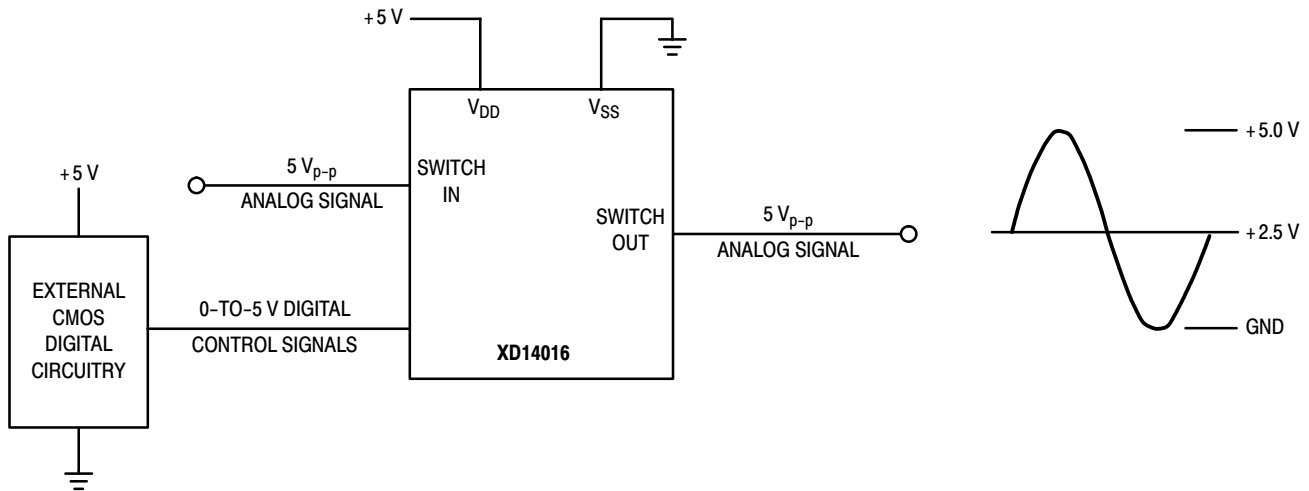 +5 V
V_DD
V_SS
5 V_p-p
ANALOG SIGNAL
SWITCH
IN
SWITCH
OUT
5 V_p-p
ANALOG SIGNAL
+5 V
EXTERNAL
CMOS
DIGITAL
CIRCUITRY
0-TO-5 V DIGITAL
CONTROL SIGNALS
XD14016
+5.0 V
+2.5 V
GND